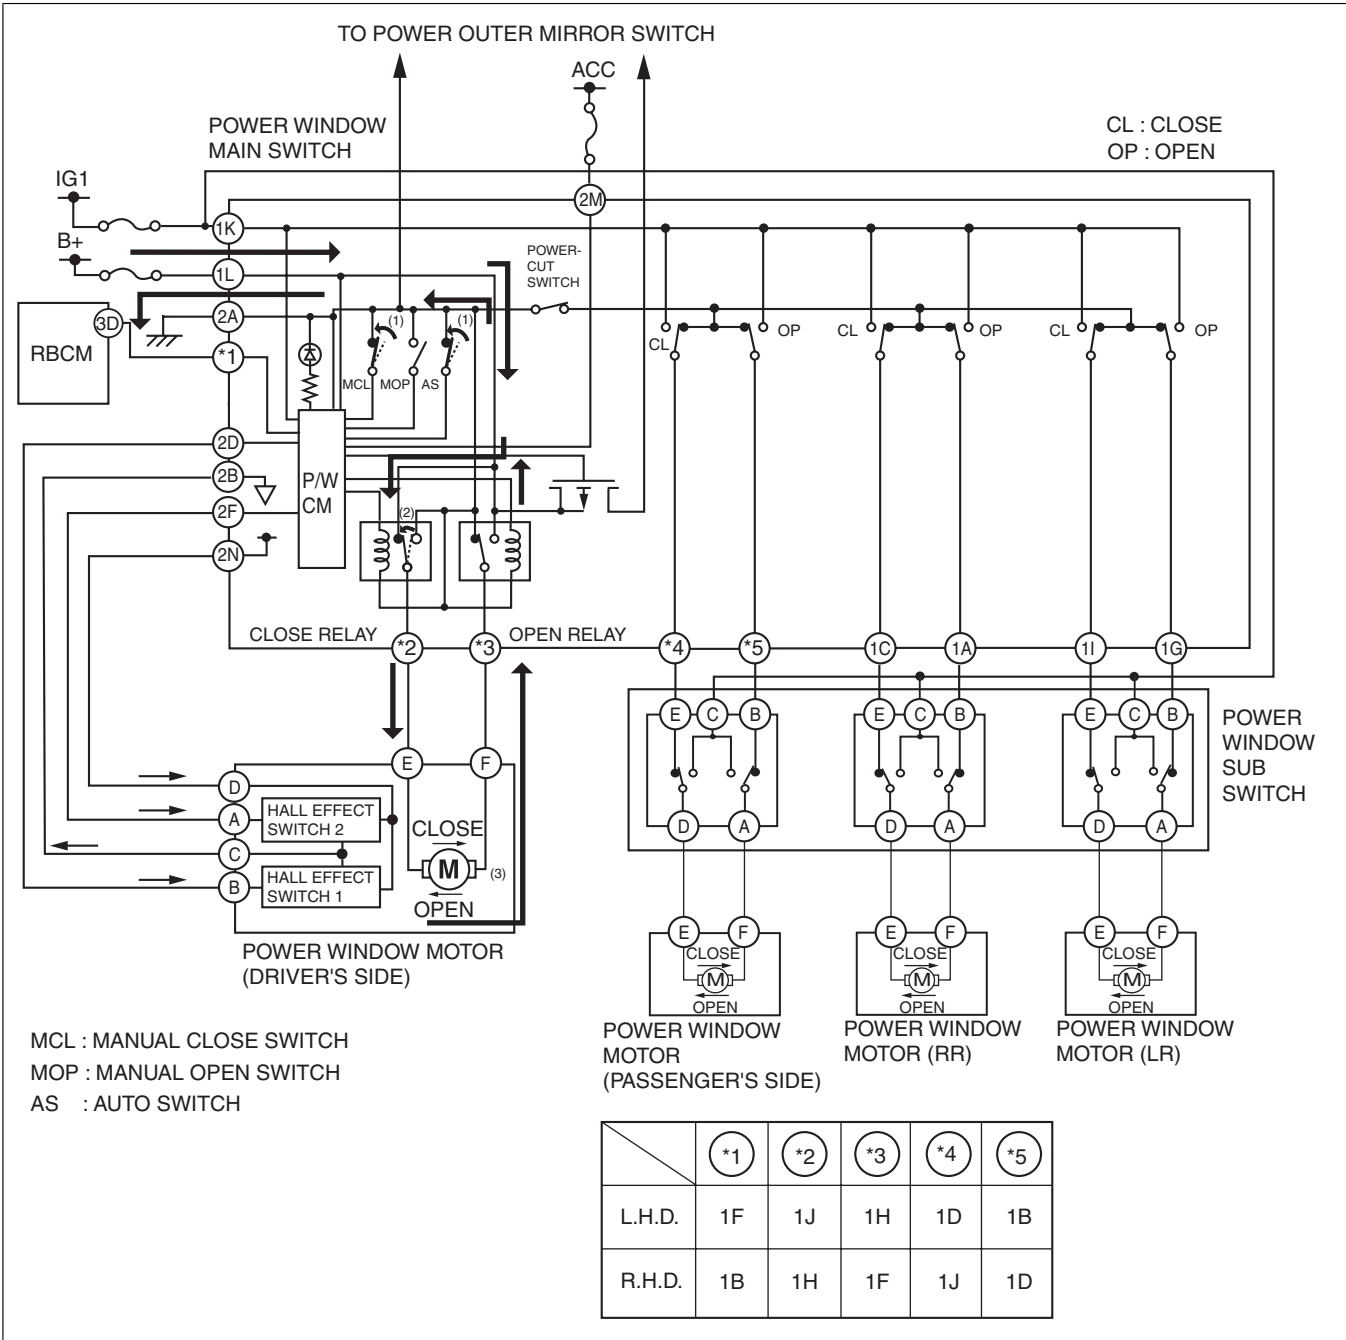 TO POWER OUTER MIRROR SWITCH
ACC
POWER WINDOW
MAIN SWITCH
CL : CLOSE
OP : OPEN
IG1
2M
1K
B+
POWER-
CUT
SWITCH
1L
2A
3D
(1)
(1)
RBCM
*1
CL
OP
CL
OP
CL
OP
MCL
MOP
AS
2D
2B
P/W
CM
2F
(2)
2N
CLOSE RELAY
*2
*3
OPEN RELAY
*4
*5
1C
1A
1I
1G
E
C
B
E
C
B
E
C
B
POWER
WINDOW
SUB
SWITCH
E
F
D
A
HALL EFFECT
SWITCH 2
CLOSE
D
A
D
A
D
A
C
M
(3)
B
HALL EFFECT
SWITCH 1
OPEN
POWER WINDOW MOTOR
(DRIVER'S SIDE)
E
F
E
F
E
F
CLOSE
CLOSE
CLOSE
M
M
M
OPEN
OPEN
OPEN
POWER WINDOW
MOTOR
(PASSENGER'S SIDE)
POWER WINDOW
MOTOR (RR)
POWER WINDOW
MOTOR (LR)
MCL : MANUAL CLOSE SWITCH
MOP : MANUAL OPEN SWITCH
AS : AUTO SWITCH
*1 *2 *3 *4 *5
L.H.D. 1F 1J 1H 1D 1B
R.H.D. 1B 1H 1F 1J 1D